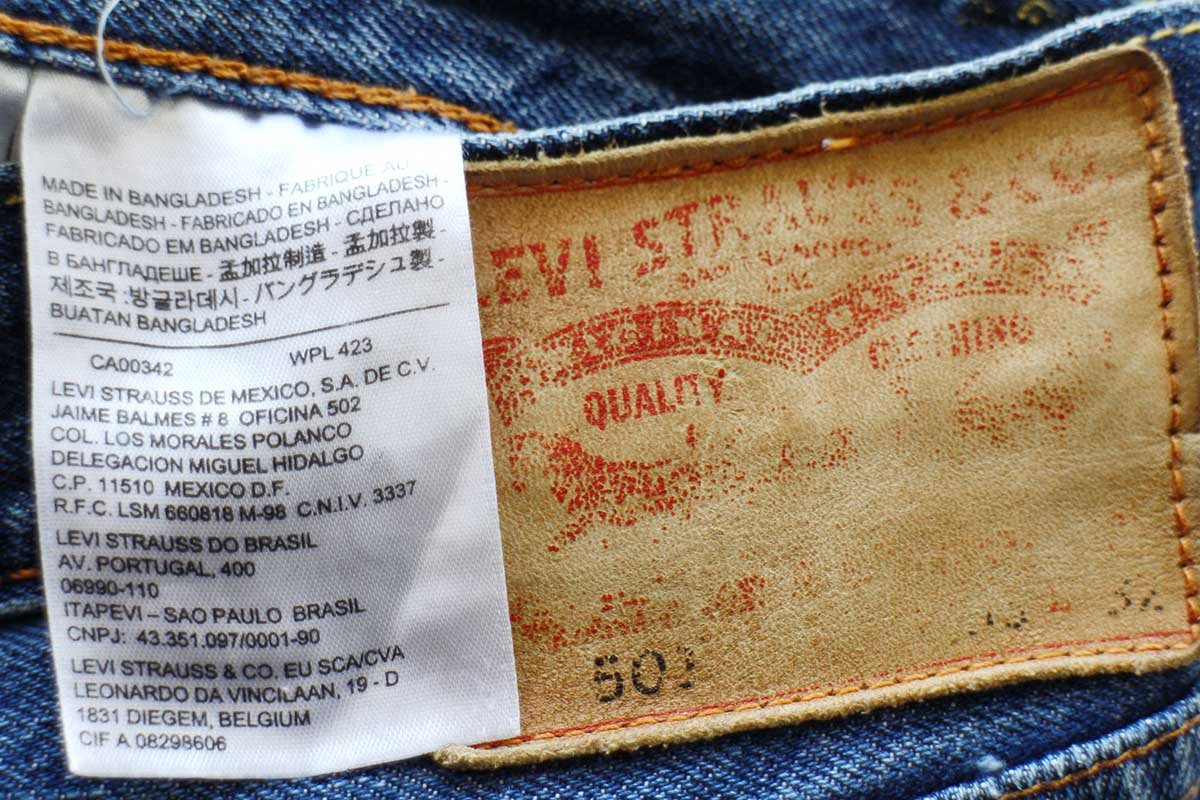 MADE IN BANGLADESH - FABRIQUE AU
BANGLADESH - FABRICADO EN BANGLADESH -
FABRICADO EM BANGLADESH - СДЕЛАНО
В БАНГЛАДЕШЕ - 孟加拉制造 - 孟加拉製 -
제조국 :방글라데시 - バングラデシュ製 -
BUATAN BANGLADESH
CA00342 WPL 423
LEVI STRAUSS DE MEXICO, S.A. DE C.V.
JAIME BALMES # 8 OFICINA 502
COL. LOS MORALES POLANCO
DELEGACION MIGUEL HIDALGO
C.P. 11510 MEXICO D.F.
R.F.C. LSM 660818 M-98 C.N.I.V. 3337
LEVI STRAUSS DO BRASIL
AV. PORTUGAL, 400
06990-110
ITAPEVI – SAO PAULO BRASIL
CNPJ: 43.351.097/0001-90
LEVI STRAUSS & CO. EU SCA/CVA
LEONARDO DA VINCILAAN, 19 - D
1831 DIEGEM, BELGIUM
CIF A 08298606
LEVI STRAUSS & CO.
QUALITY CLOTHING
501